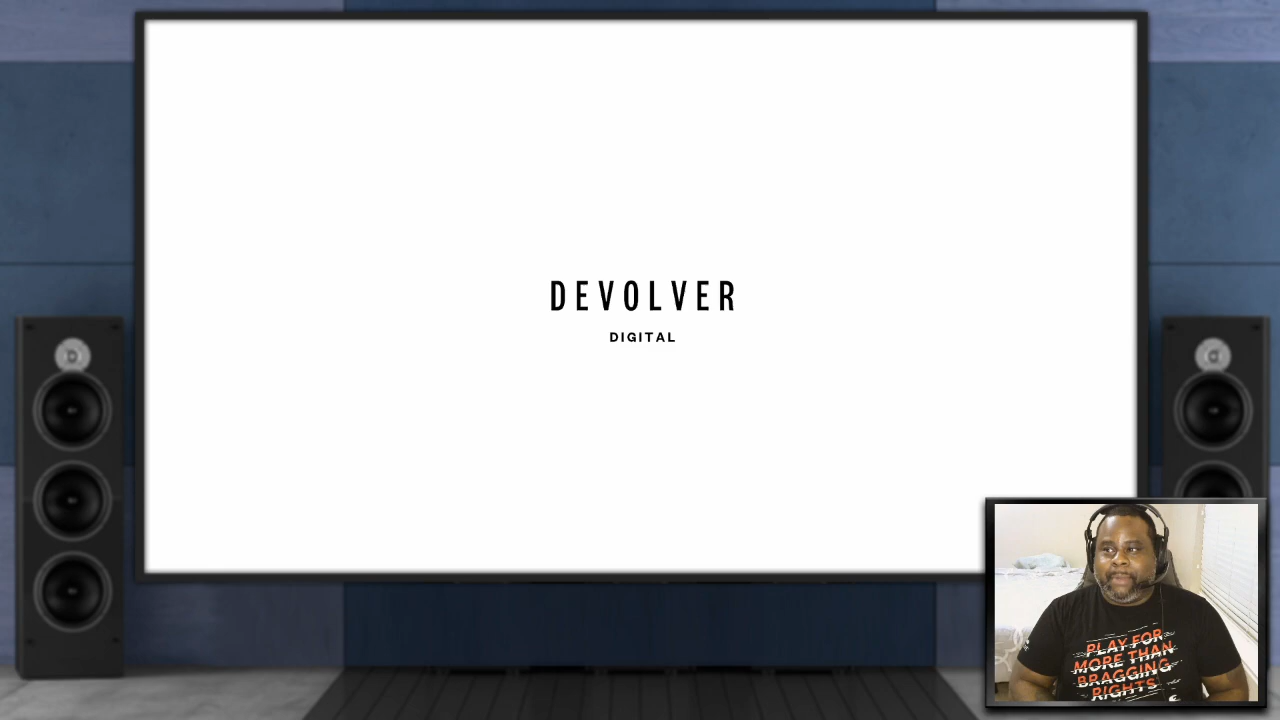 DEVOLVER
DIGITAL
PLAY FOR
MORE THAN
BRAGGING
RIGHTS